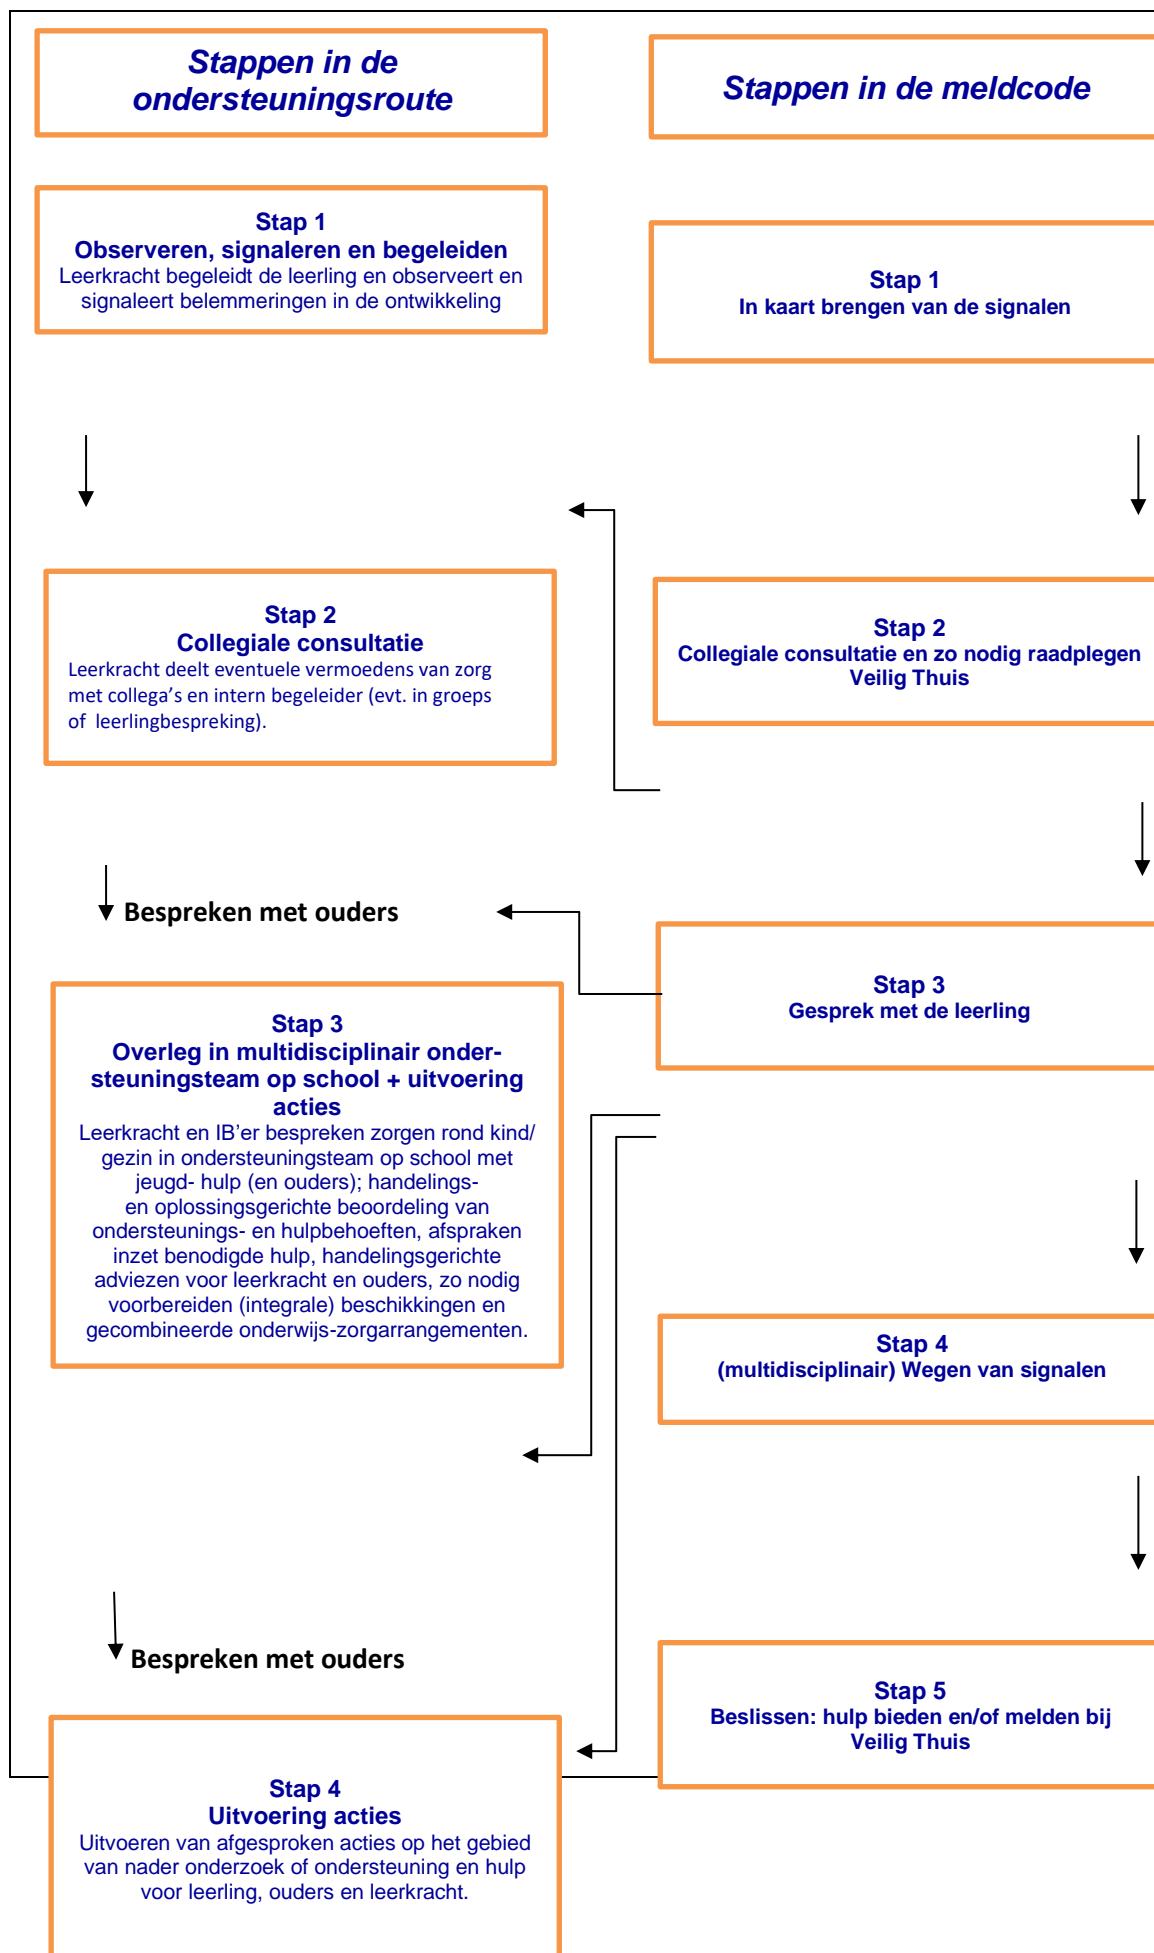 Stappen in de
ondersteuningsroute
Stap 1
Observeren, signaleren en begeleiden
Leerkracht begeleidt de leerling en observeert en
signaleert belemmeringen in de ontwikkeling
Stap 2
Collegiale consultatie
Leerkracht deelt eventuele vermoedens van zorg
met collega's en intern begeleider (evt. in groeps
of leerlingbespreking).
Bespreken met ouders
Stap 3
Overleg in multidisciplinair onder-
steuningsteam op school + uitvoering
acties
Leerkracht en IB'er bespreken zorgen rond kind/
gezin in ondersteuningsteam op school met
jeugd- hulp (en ouders); handelings-
en oplossingsgerichte beoordeling van
ondersteunings- en hulpbehoeften, afspraken
inzet benodigde hulp, handelingsgerichte
adviezen voor leerkracht en ouders, zo nodig
voorbereiden (integrale) beschikkingen en
gecombineerde onderwijs-zorgarrangementen.
Bespreken met ouders
Stap 4
Uitvoering acties
Uitvoeren van afgesproken acties op het gebied
van nader onderzoek of ondersteuning en hulp
voor leerling, ouders en leerkracht.
Stappen in de meldcode
Stap 1
In kaart brengen van de signalen
Stap 2
Collegiale consultatie en zo nodig raadplegen
Veilig Thuis
Stap 3
Gesprek met de leerling
Stap 4
(multidisciplinair) Wegen van signalen
Stap 5
Beslissen: hulp bieden en/of melden bij
Veilig Thuis